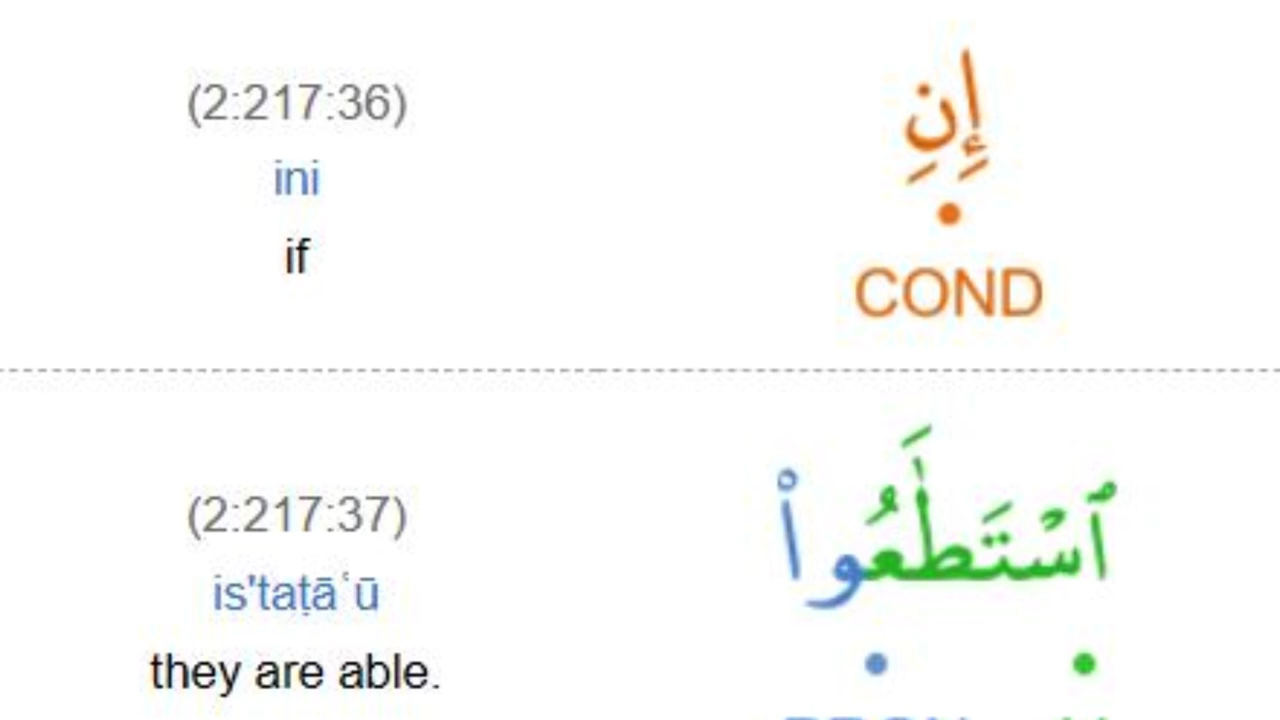 (2:217:36)
ini
if
إِنِ
COND
(2:217:37)
is'taṭāʿū
they are able.
ٱسْتَطَٰعُوا۟